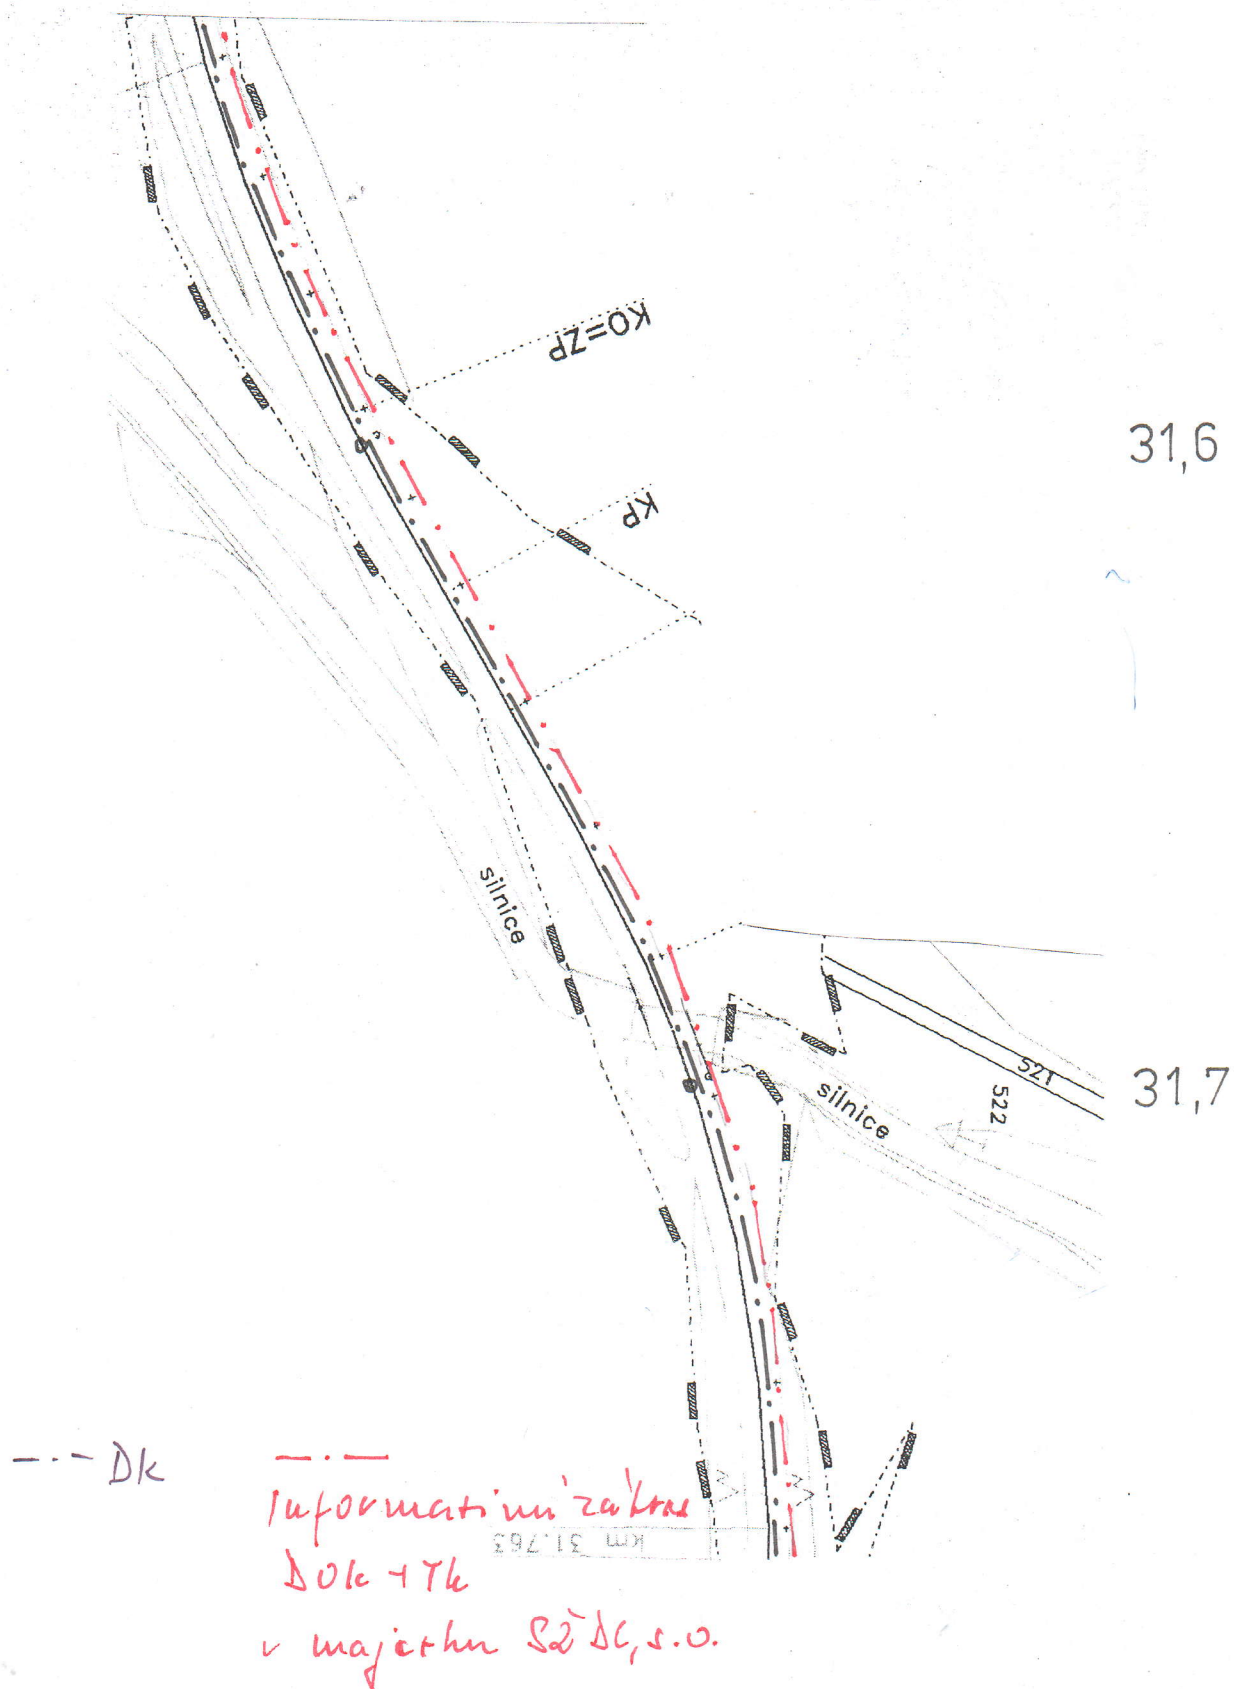 KO=ZP
31,6
KP
silnice
521
522
31,7
silnice
DK
Informativní zákres
km 31.763
DOK + TK
v majetku SŽDC, s.o.